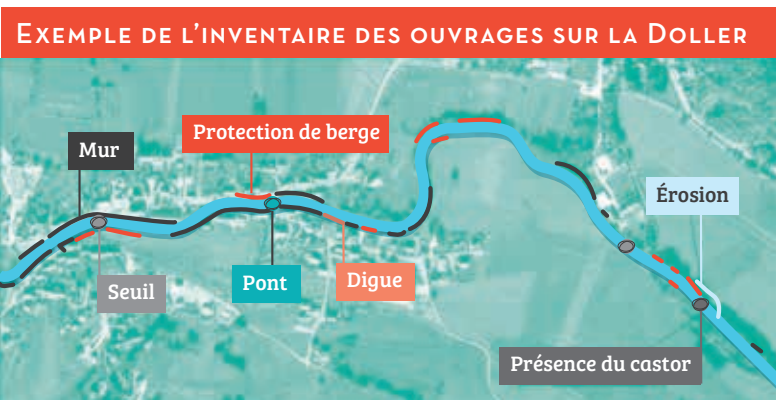 Exemple de l'inventaire des ouvrages sur la Doller
Protection de berge
Mur
Érosion
Seuil
Pont
Digue
Présence du castor